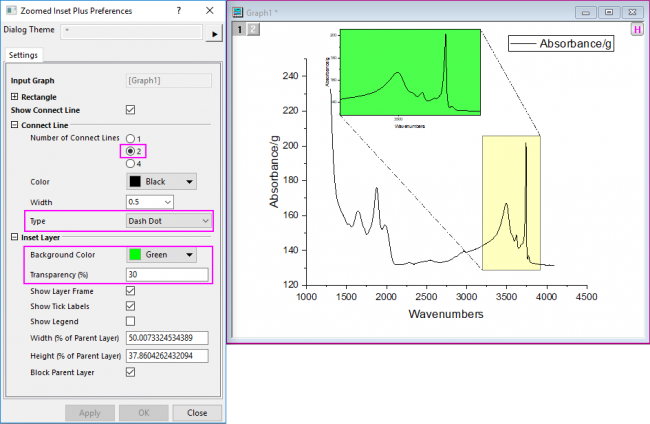 Zoomed Inset Plus Preferences ? ×
Dialog Theme *
Settings
Input Graph [Graph1]
Rectangle
Show Connect Line
Connect Line
Number of Connect Lines 1
2
4
Color Black
Width 0.5
Type Dash Dot
Inset Layer
Background Color Green
Transparency (%) 30
Show Layer Frame
Show Tick Labels
Show Legend
Width (% of Parent Layer) 50.0073324534389
Height (% of Parent Layer) 37.8604262432094
Block Parent Layer
Apply OK Close
Graph1 *
1 2 H
Absorbance/g
Absorbance/g
Wavenumbers
250
Absorbance/g
200
180
160
140
120
1000 1500 2000 2500 3000 3500 4000 4500
Wavenumbers